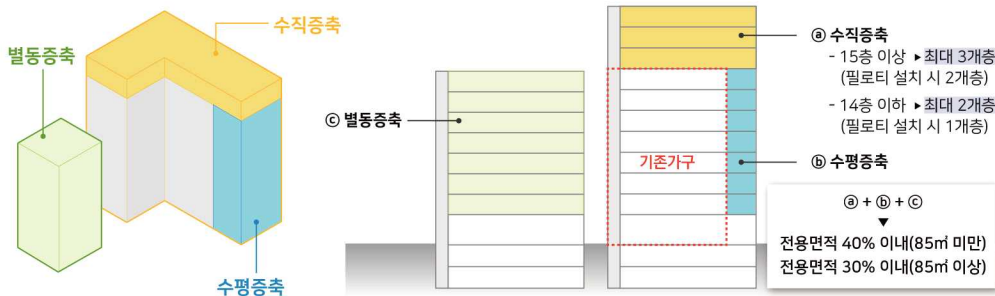 별동증축
수직증축
수평증축
ⓒ 별동증축
기존가구
ⓐ 수직증축
- 15층 이상 ▸ 최대 3개층
(필로티 설치 시 2개층)
- 14층 이하 ▸ 최대 2개층
(필로티 설치 시 1개층)
ⓑ 수평증축
ⓐ + ⓑ + ⓒ
▼
전용면적 40% 이내(85㎡ 미만)
전용면적 30% 이내(85㎡ 이상)